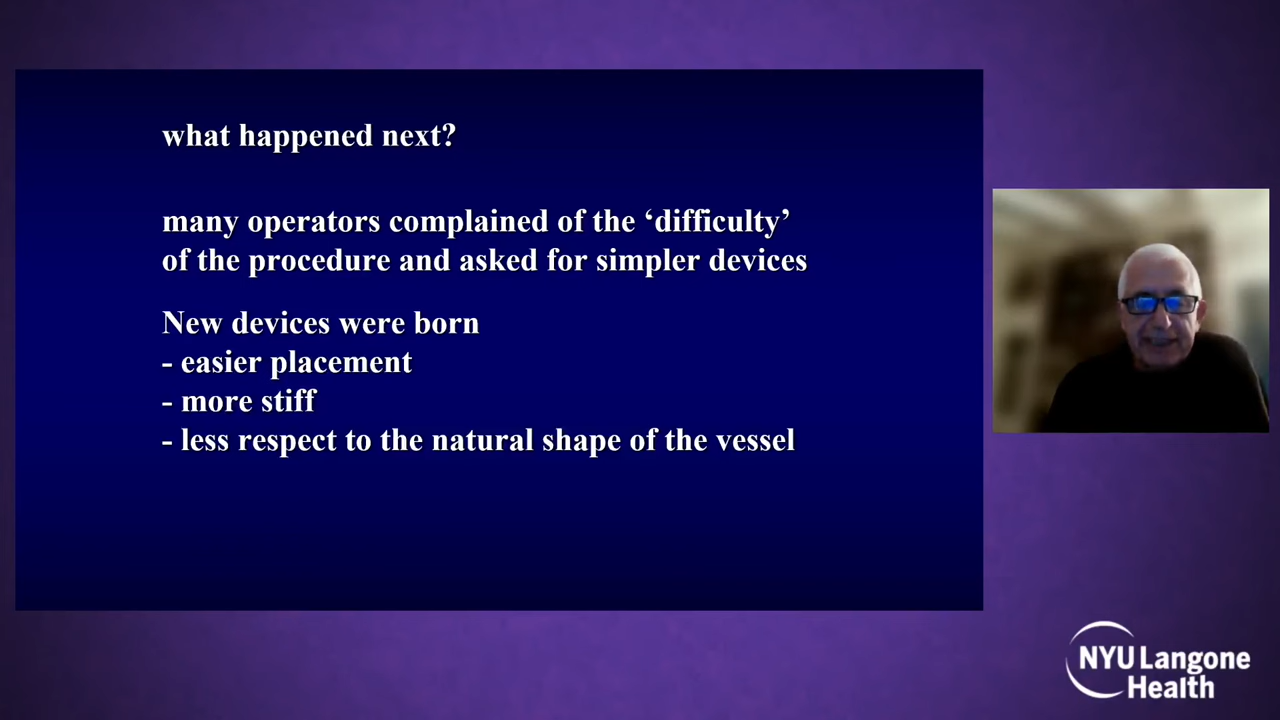 what happened next?
many operators complained of the ‘difficulty’
of the procedure and asked for simpler devices
New devices were born
- easier placement
- more stiff
- less respect to the natural shape of the vessel
NYU Langone
Health